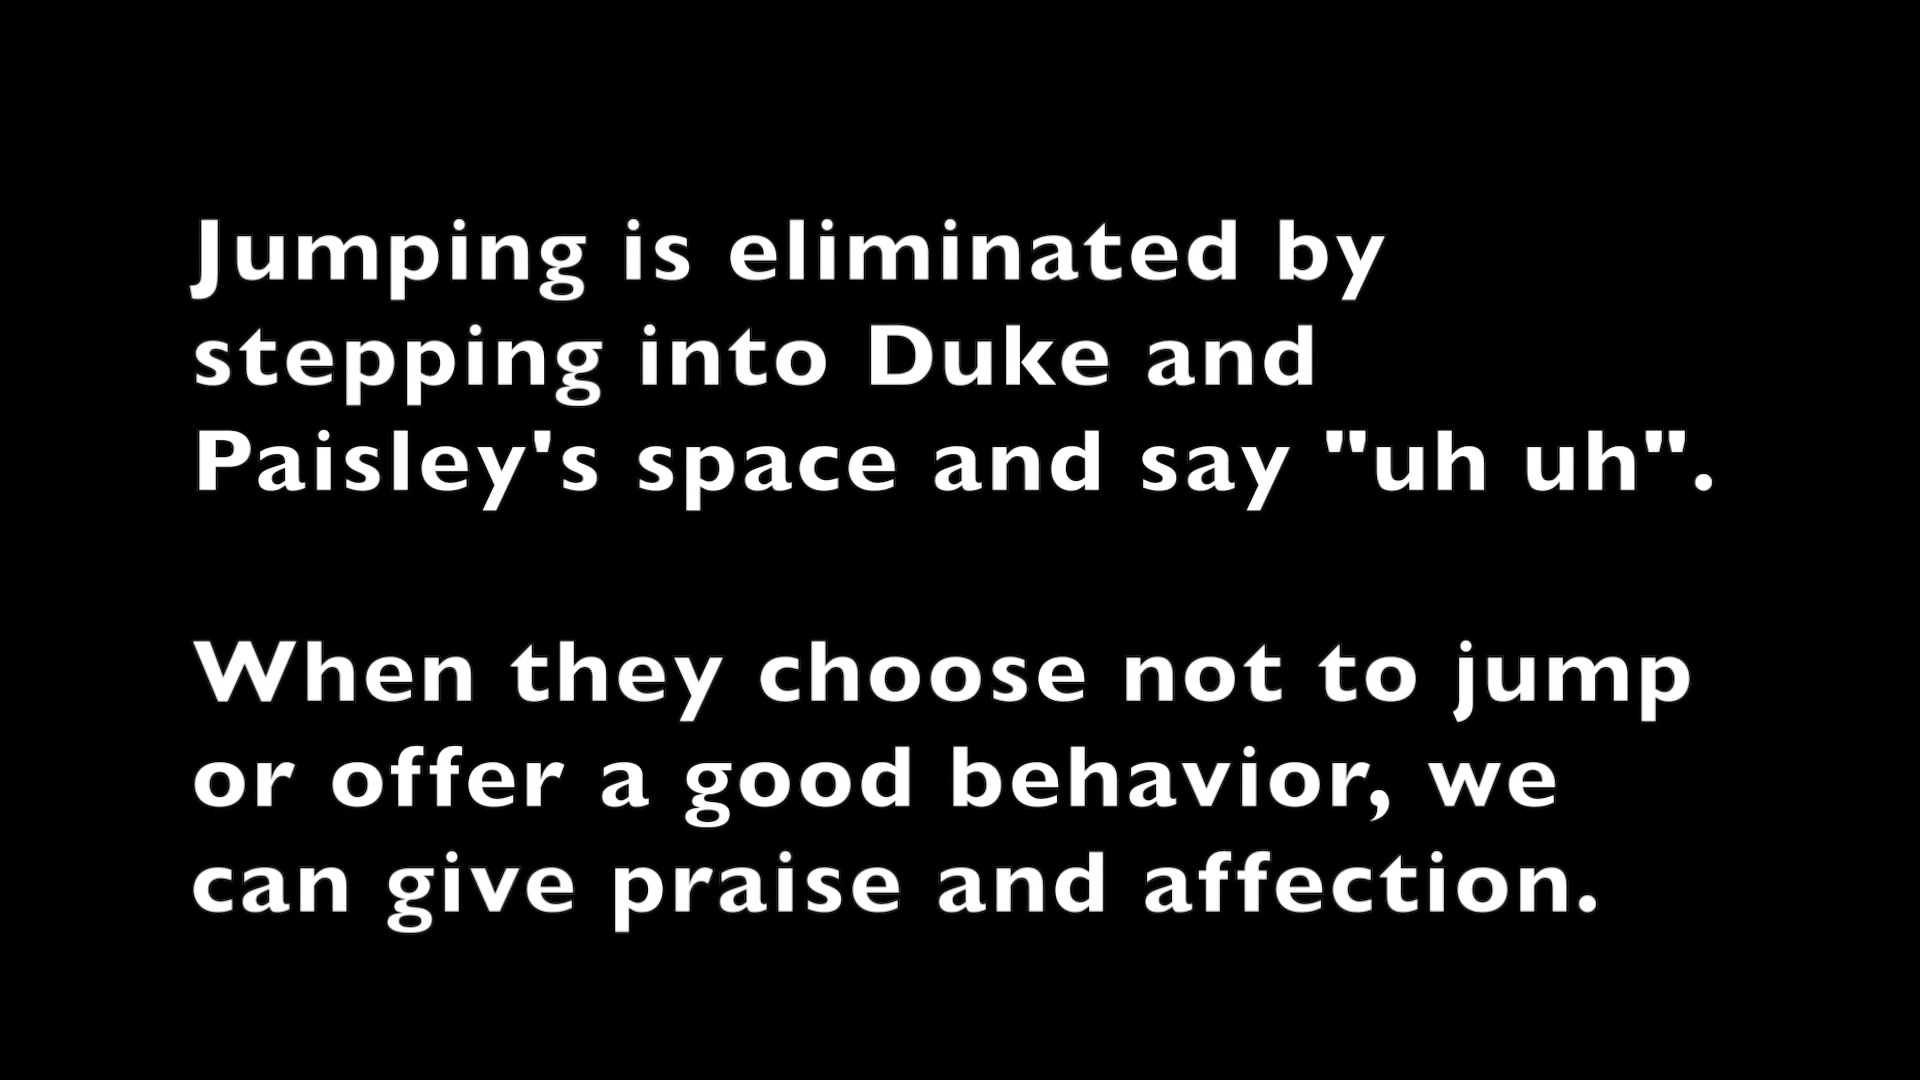 Jumping is eliminated by
stepping into Duke and
Paisley's space and say "uh uh".
When they choose not to jump
or offer a good behavior, we
can give praise and affection.